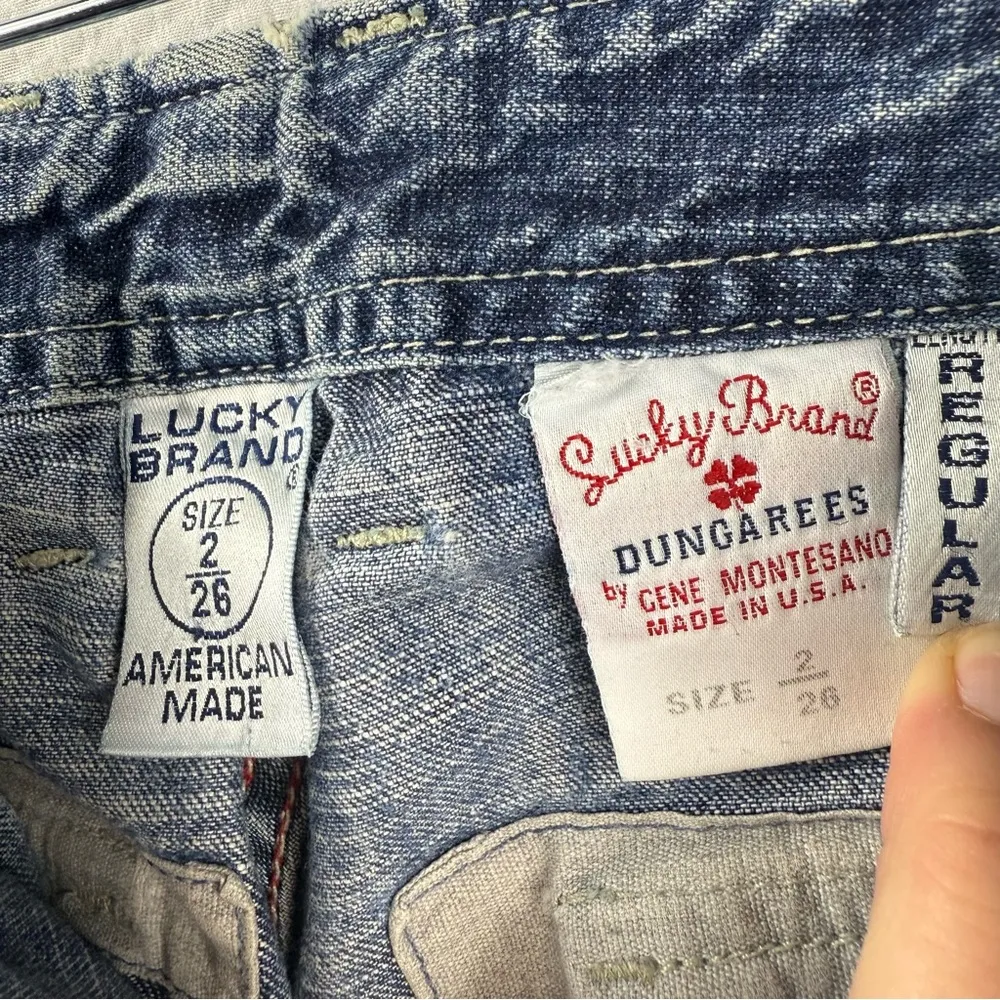 LUCKY
BRAND
®
SIZE
2
26
AMERICAN
MADE
Lucky Brand®
DUNGAREES
by GENE MONTESANO
MADE IN U.S.A.
SIZE 2
26
REGULAR